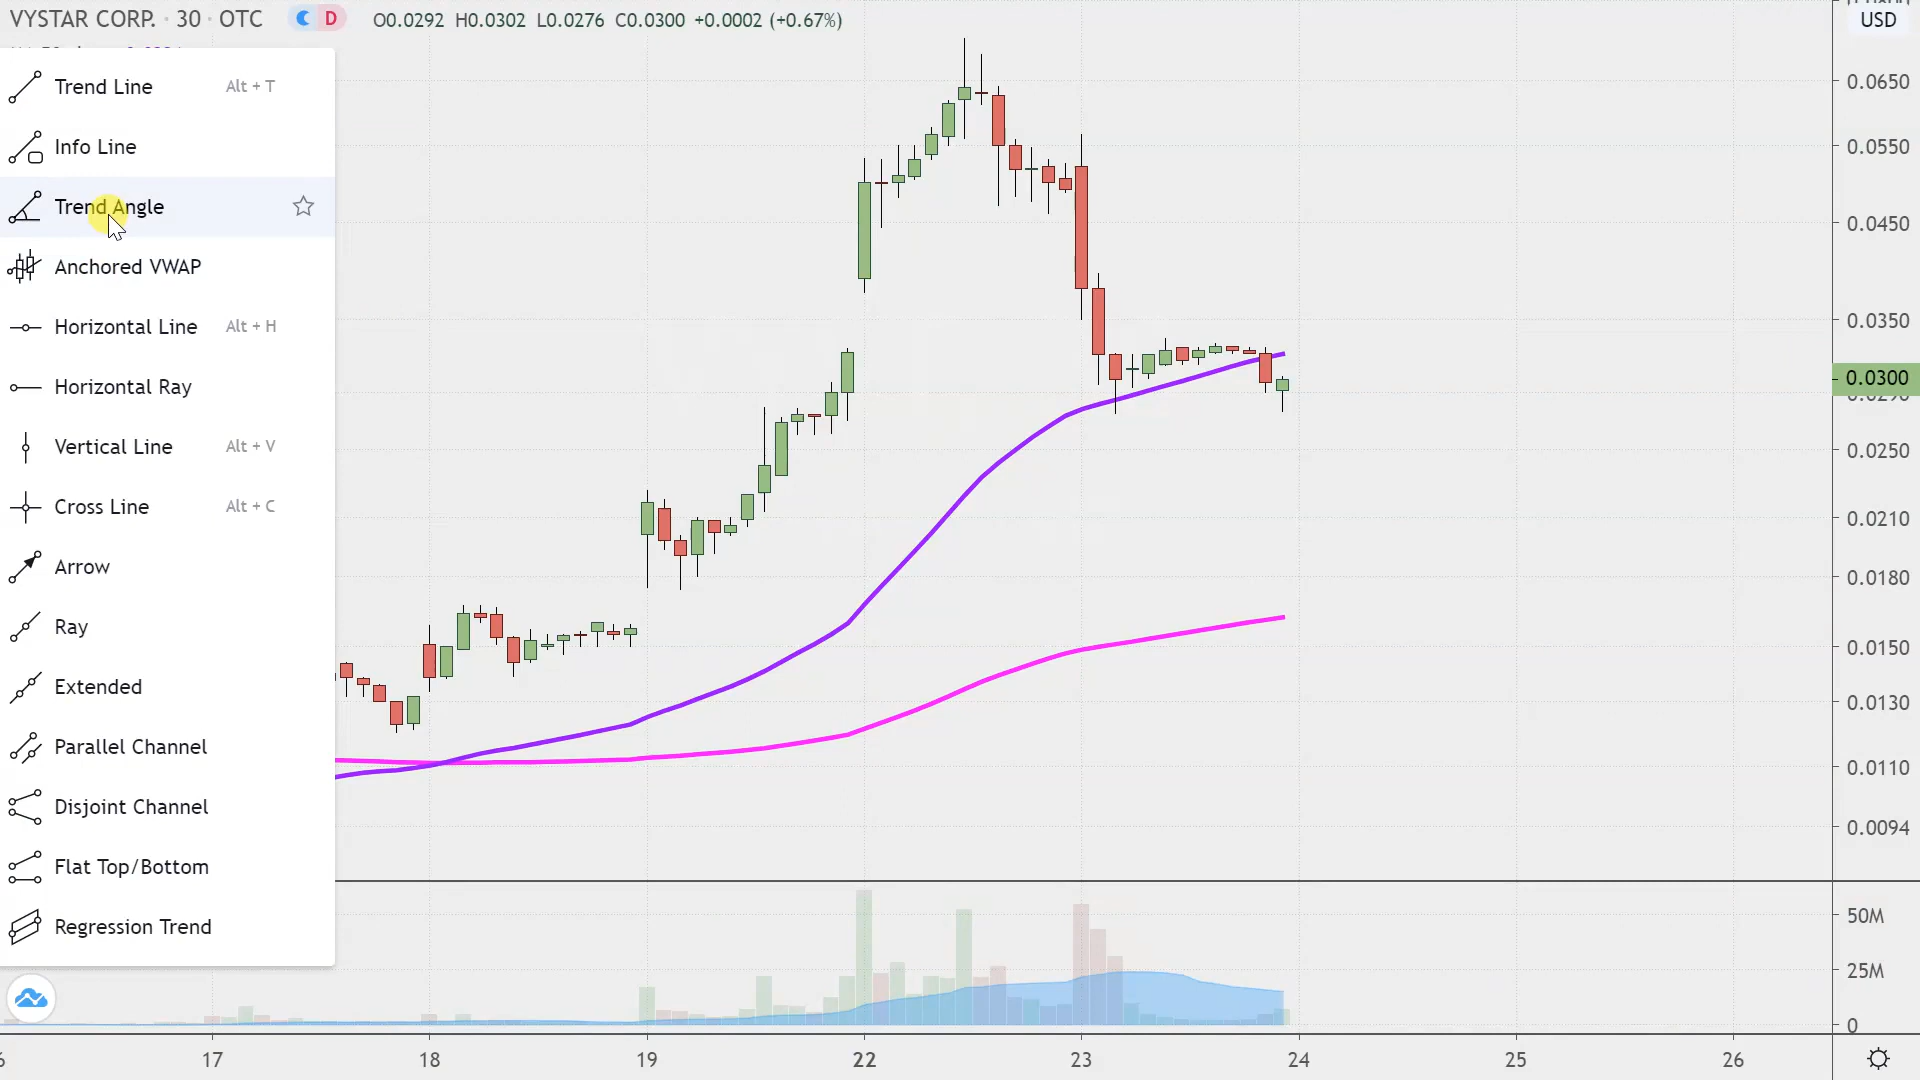 VYSTAR CORP. · 30 · OTC D O0.0292 H0.0302 L0.0276 C0.0300 +0.0002 (+0.67%)
USD
Trend Line Alt + T
Info Line
Trend Angle
Anchored VWAP
Horizontal Line Alt + H
Horizontal Ray
Vertical Line Alt + V
Cross Line Alt + C
Arrow
Ray
Extended
Parallel Channel
Disjoint Channel
Flat Top/Bottom
Regression Trend
0.0650
0.0550
0.0450
0.0350
0.0300
0.0290
0.0250
0.0210
0.0180
0.0150
0.0130
0.0110
0.0094
50M
25M
0
17 18 19 22 23 24 25 26